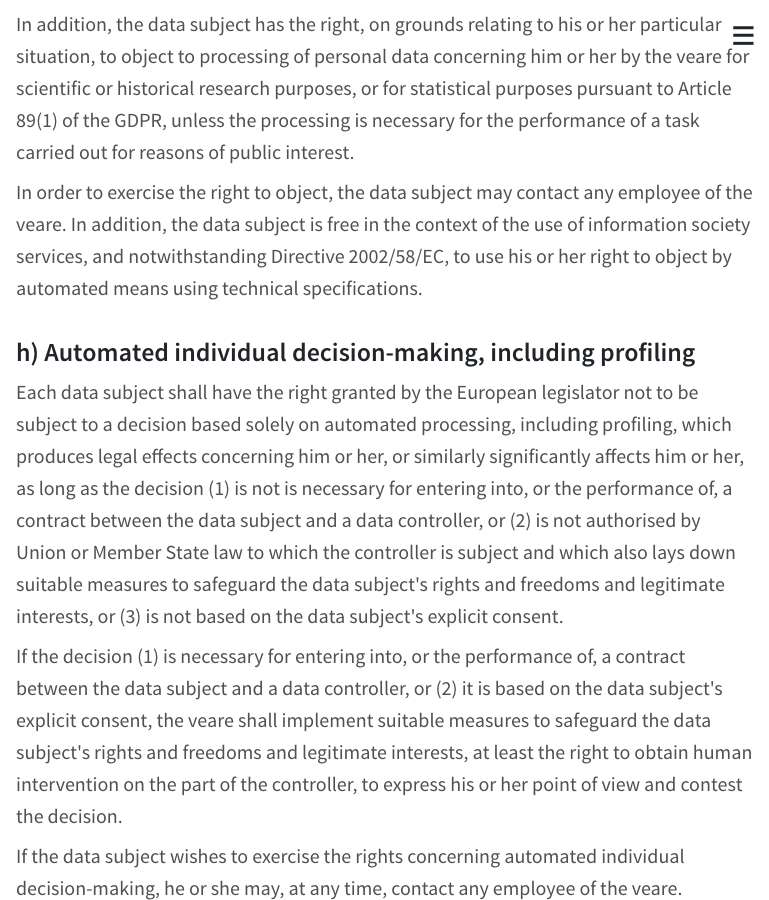 In addition, the data subject has the right, on grounds relating to his or her particular
situation, to object to processing of personal data concerning him or her by the veare for
scientific or historical research purposes, or for statistical purposes pursuant to Article
89(1) of the GDPR, unless the processing is necessary for the performance of a task
carried out for reasons of public interest.
In order to exercise the right to object, the data subject may contact any employee of the
veare. In addition, the data subject is free in the context of the use of information society
services, and notwithstanding Directive 2002/58/EC, to use his or her right to object by
automated means using technical specifications.
h) Automated individual decision-making, including profiling
Each data subject shall have the right granted by the European legislator not to be
subject to a decision based solely on automated processing, including profiling, which
produces legal effects concerning him or her, or similarly significantly affects him or her,
as long as the decision (1) is not is necessary for entering into, or the performance of, a
contract between the data subject and a data controller, or (2) is not authorised by
Union or Member State law to which the controller is subject and which also lays down
suitable measures to safeguard the data subject's rights and freedoms and legitimate
interests, or (3) is not based on the data subject's explicit consent.
If the decision (1) is necessary for entering into, or the performance of, a contract
between the data subject and a data controller, or (2) it is based on the data subject's
explicit consent, the veare shall implement suitable measures to safeguard the data
subject's rights and freedoms and legitimate interests, at least the right to obtain human
intervention on the part of the controller, to express his or her point of view and contest
the decision.
If the data subject wishes to exercise the rights concerning automated individual
decision-making, he or she may, at any time, contact any employee of the veare.